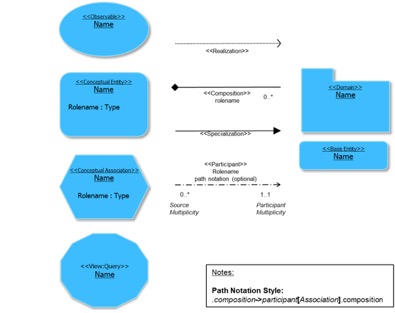 <<Observable>>
Name
<<Realization>>
<<Conceptual Entity>>
Name
Rolename : Type
<<Composition>>
rolename
0..*
<<Domain>>
Name
<<Specialization>>
<<Base Entity>>
Name
<<Conceptual Association>>
Name
Rolename : Type
<<Participant>>
Rolename
path notation (optional)
0..*
1..1
Source
Multiplicity
Participant
Multiplicity
<<View:Query>>
Name
Notes:
Path Notation Style:
.composition->participant[Association].composition